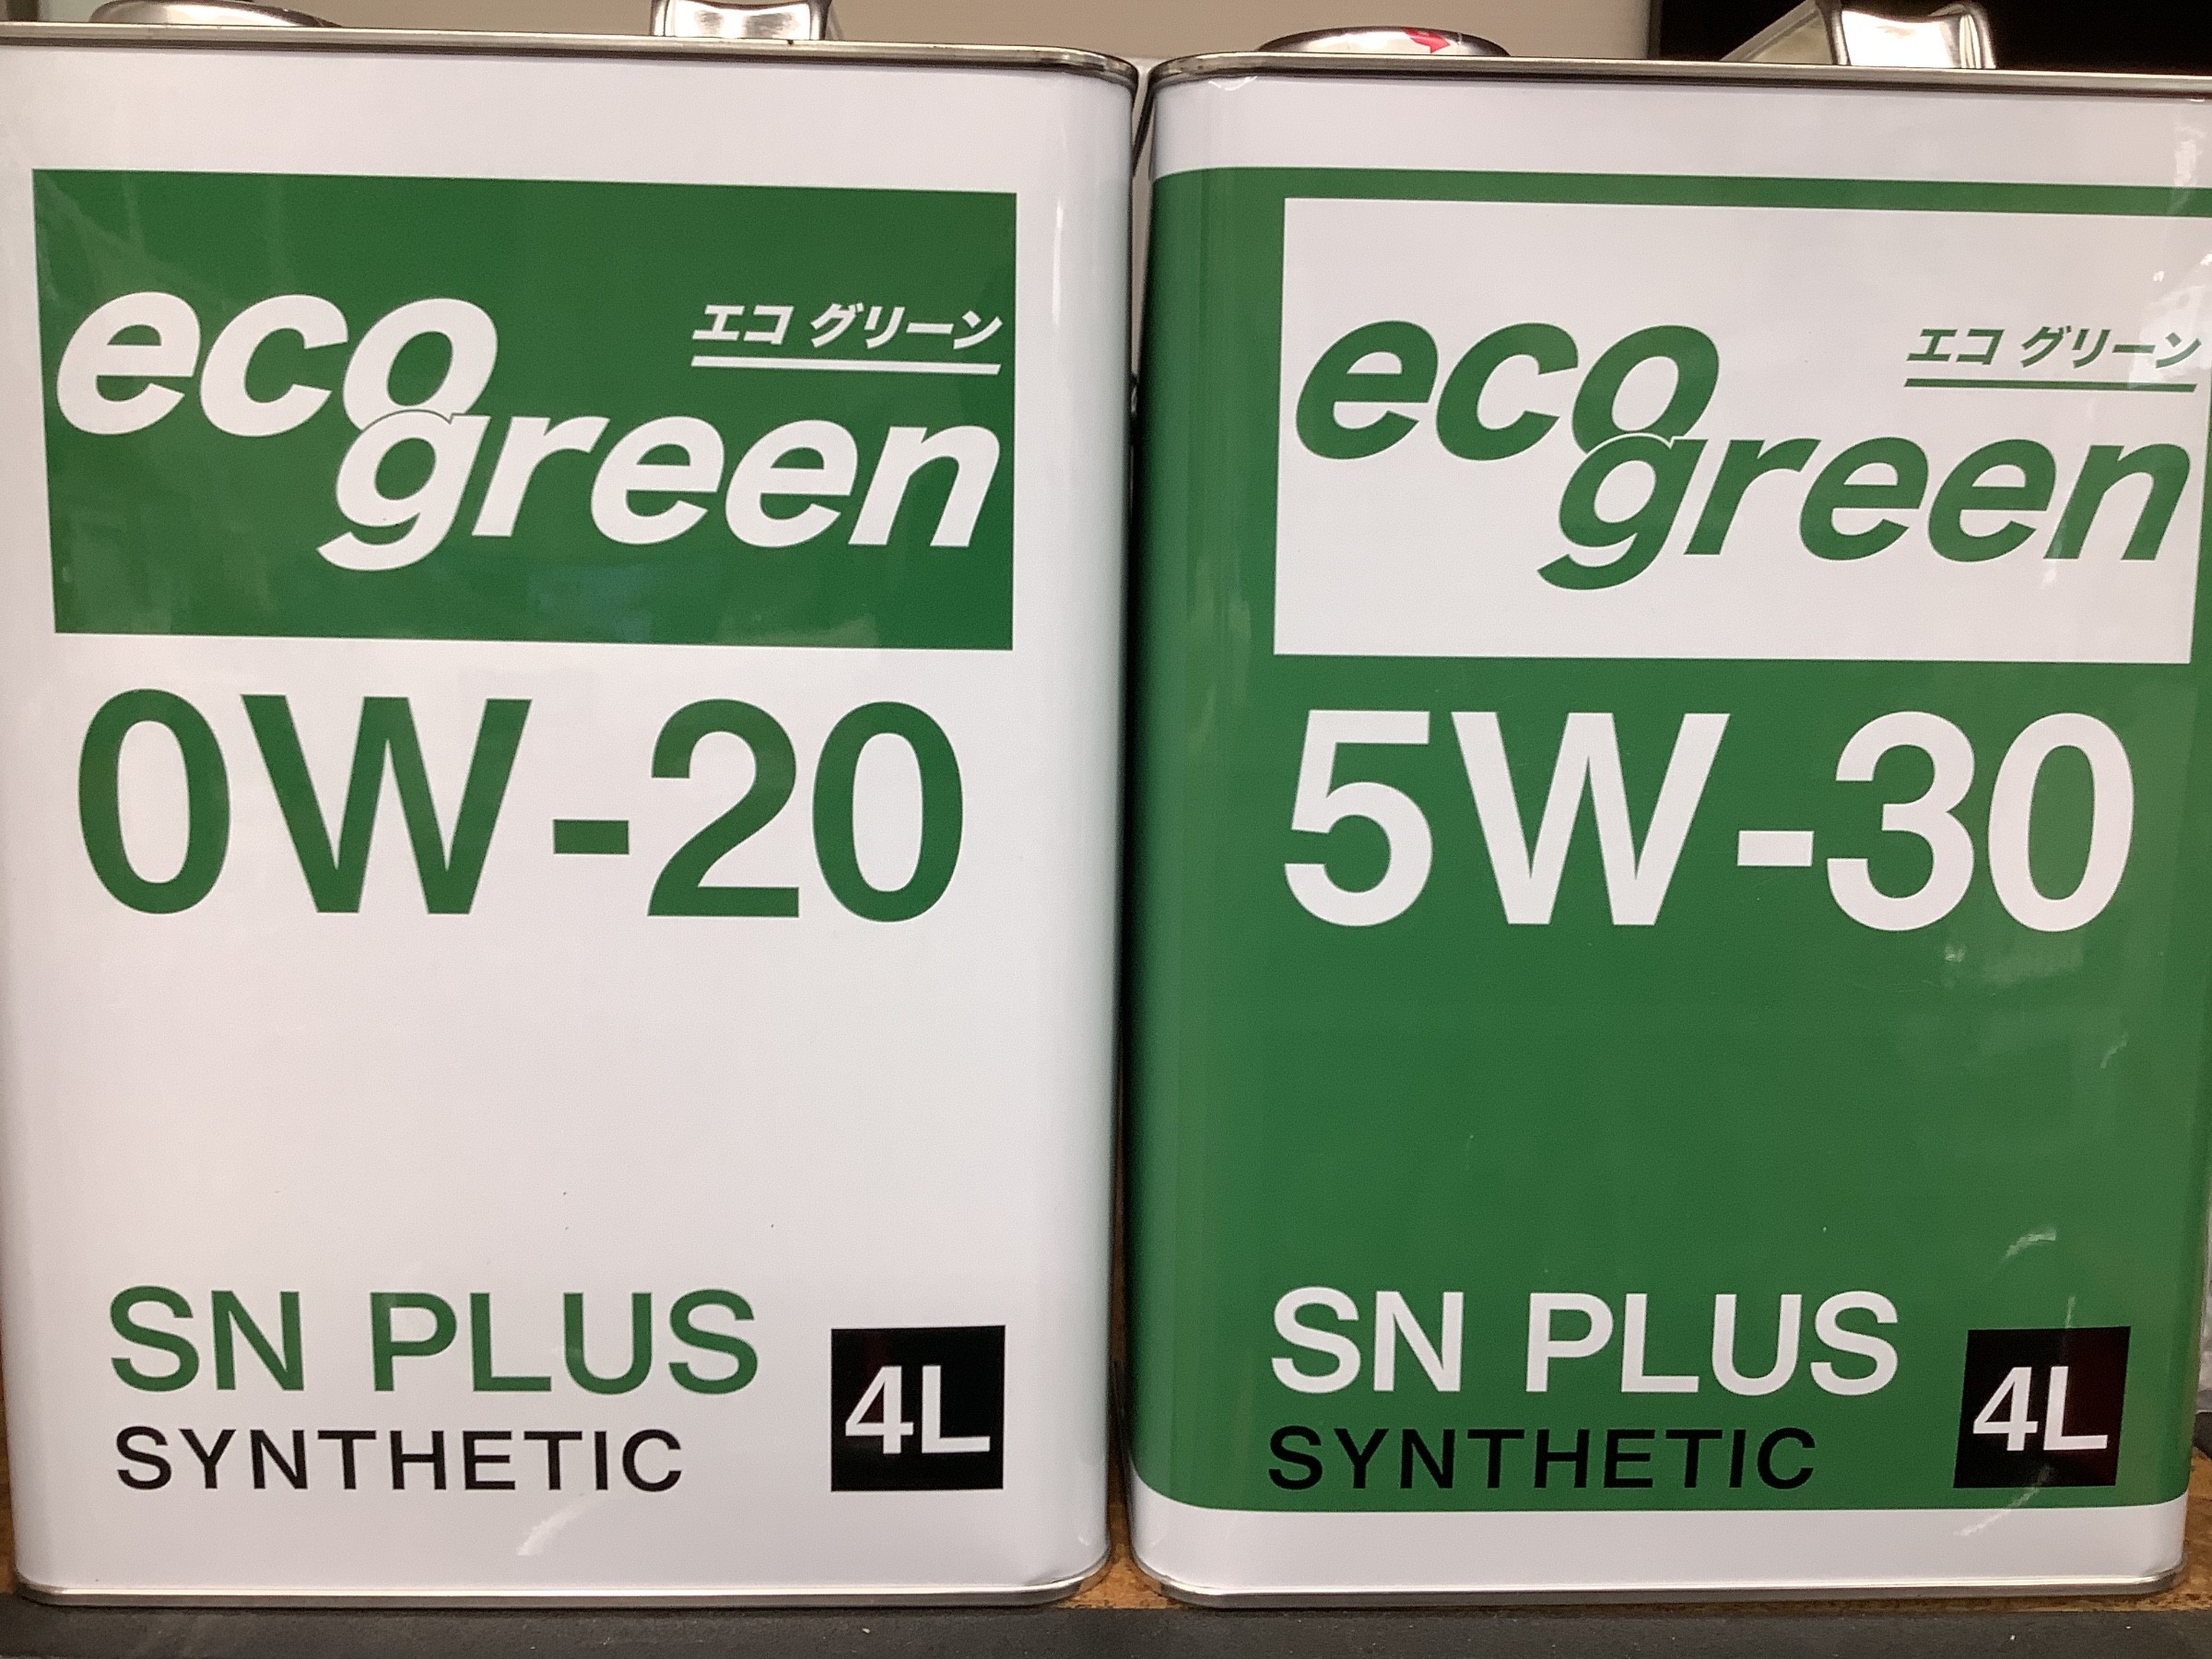 eco
エコ グリーン
green
0W-20
SN PLUS
SYNTHETIC
4L
eco
エコ グリーン
green
5W-30
SN PLUS
SYNTHETIC
4L